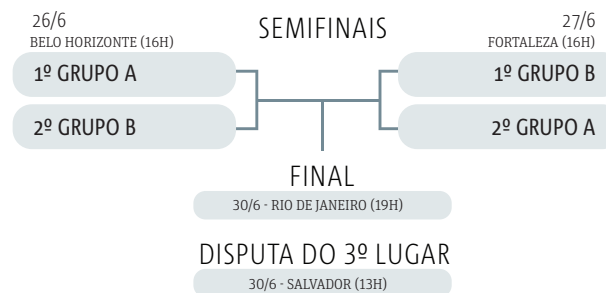 26/6
BELO HORIZONTE (16H)
SEMIFINAIS
27/6
FORTALEZA (16H)
1º GRUPO A
1º GRUPO B
2º GRUPO B
2º GRUPO A
FINAL
30/6 - RIO DE JANEIRO (19H)
DISPUTA DO 3º LUGAR
30/6 - SALVADOR (13H)